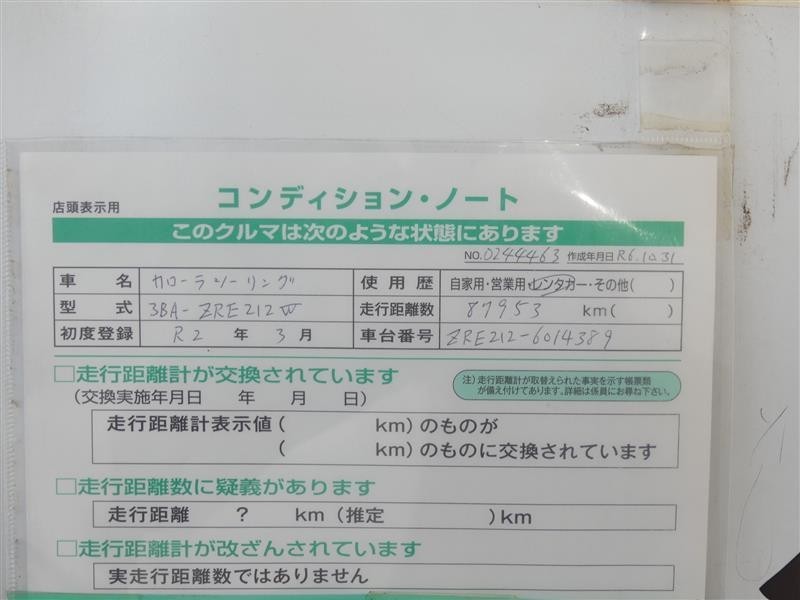 店頭表示用
コンディション・ノート
このクルマは次のような状態にあります
NO.0244463 作成年月日 R6.10.31
車名 カローラツーリング 使用歴 自家用・営業用・レンタカー・その他( )
型式 3BA-ZRE212W 走行距離数 87953 km( )
初度登録 R2 年 3 月 車台番号 ZRE212-6014389
□走行距離計が交換されています
注)走行距離計が取替えられた事実を示す帳票類
が備え付けてあります。詳細は係員にお尋ね下さい。
(交換実施年月日 年 月 日)
走行距離計表示値( km)のものが
( km)のものに交換されています
□走行距離数に疑義があります
走行距離 ? km(推定 )km
□走行距離計が改ざんされています
実走行距離数ではありません